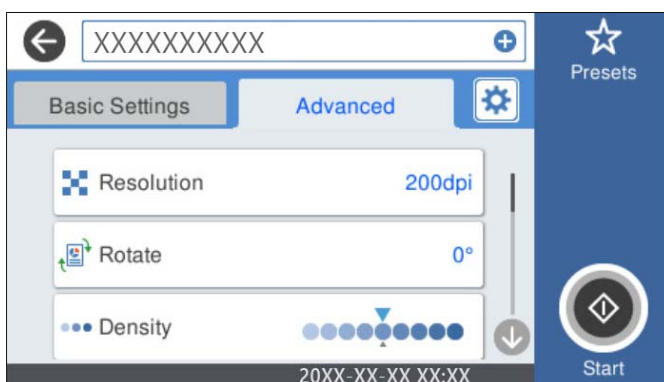 XXXXXXXXXX
Presets
Basic Settings
Advanced
Resolution
200dpi
Rotate
0°
Density
20XX-XX-XX XX:XX
Start